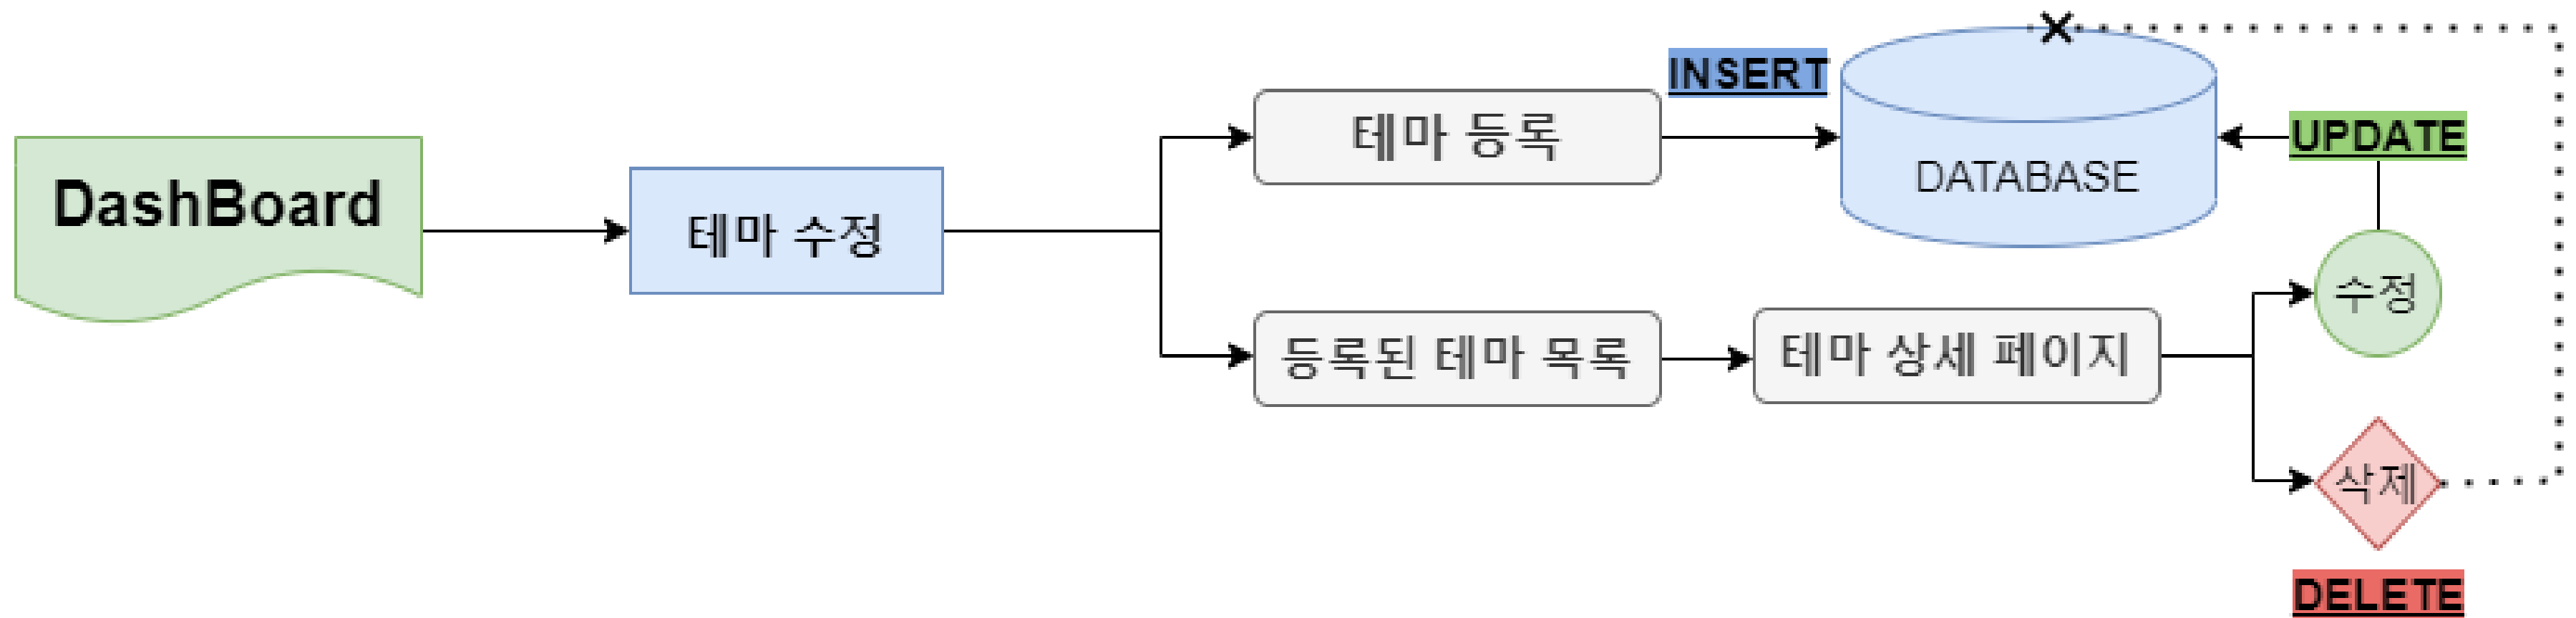 DashBoard
테마 수정
테마 등록
INSERT
DATABASE
UPDATE
등록된 테마 목록
테마 상세 페이지
수정
삭제
DELETE